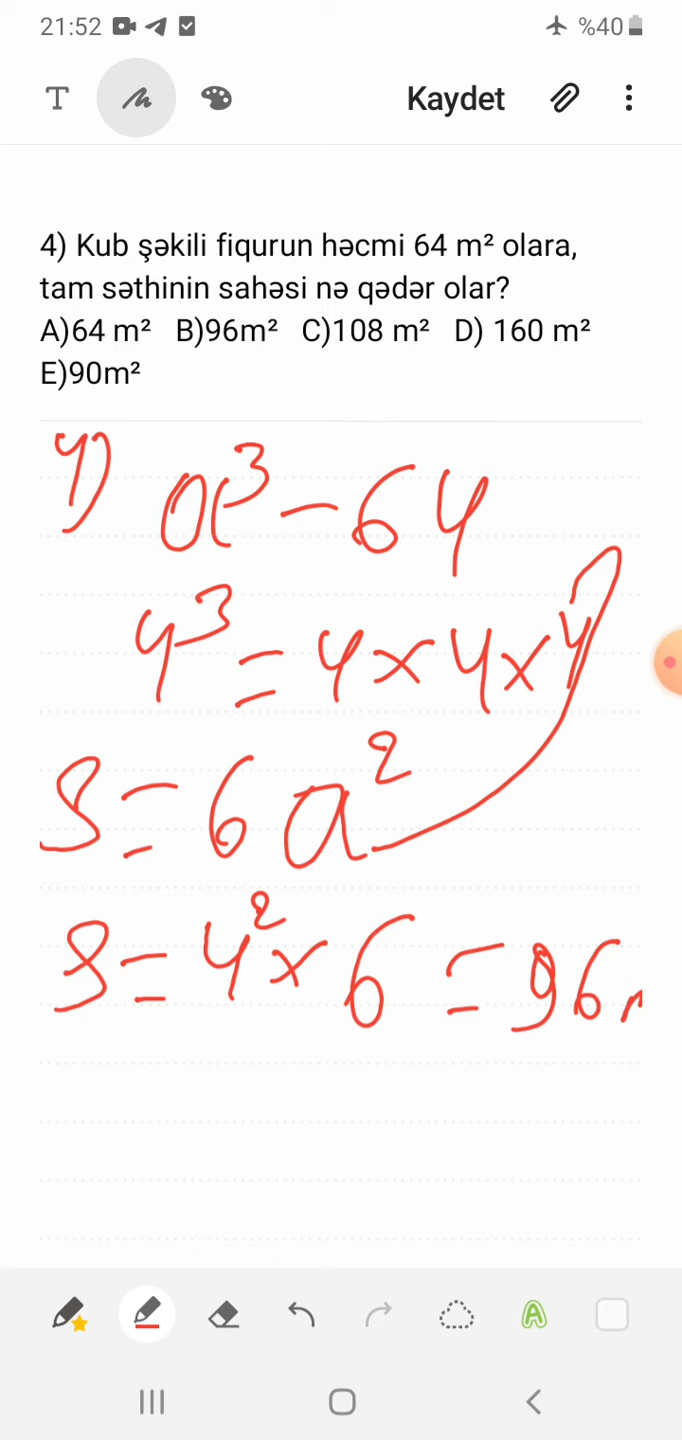 21:52 %40
T Kaydet
4) Kub şəkili fiqurun həcmi 64 m² olara,
tam səthinin sahəsi nə qədər olar?
A)64 m² B)96m² C)108 m² D) 160 m²
E)90m²
4) a³ - 64
4³ = 4 x 4 x 4
S = 6a²
S = 4² x 6 = 96
A